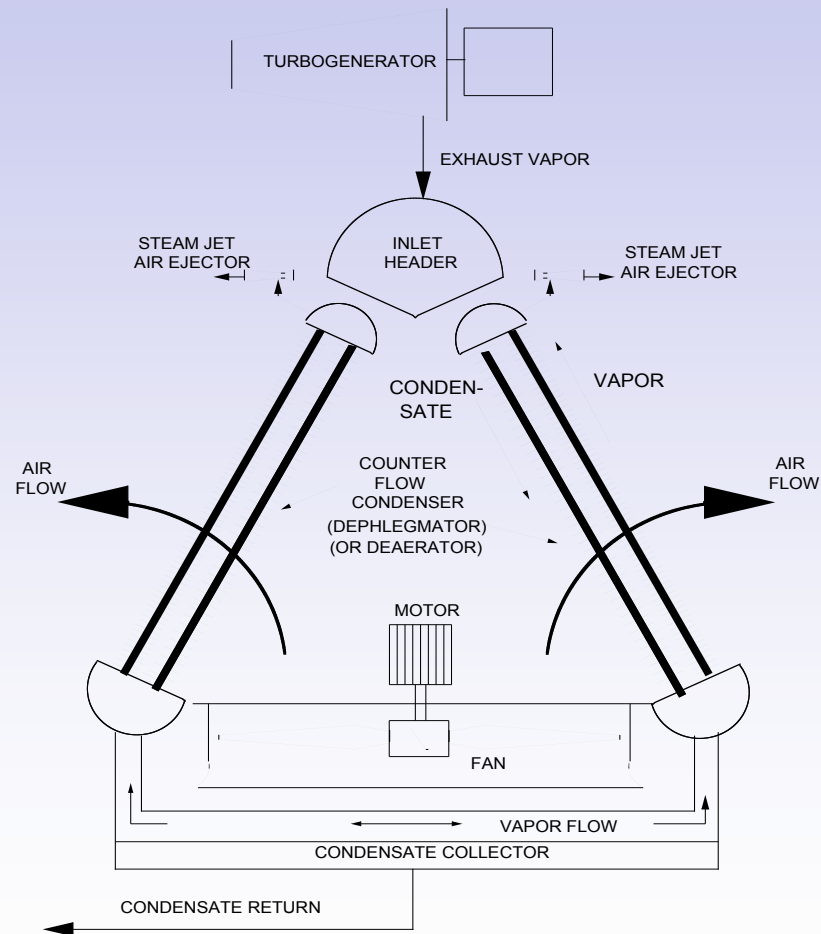 TURBOGENERATOR
EXHAUST VAPOR
STEAM JET
AIR EJECTOR
INLET
HEADER
STEAM JET
AIR EJECTOR
VAPOR
CONDEN-
SATE
AIR
FLOW
COUNTER
FLOW
CONDENSER
(DEPHLEGMATOR)
(OR DEAERATOR)
AIR
FLOW
MOTOR
FAN
VAPOR FLOW
CONDENSATE COLLECTOR
CONDENSATE RETURN